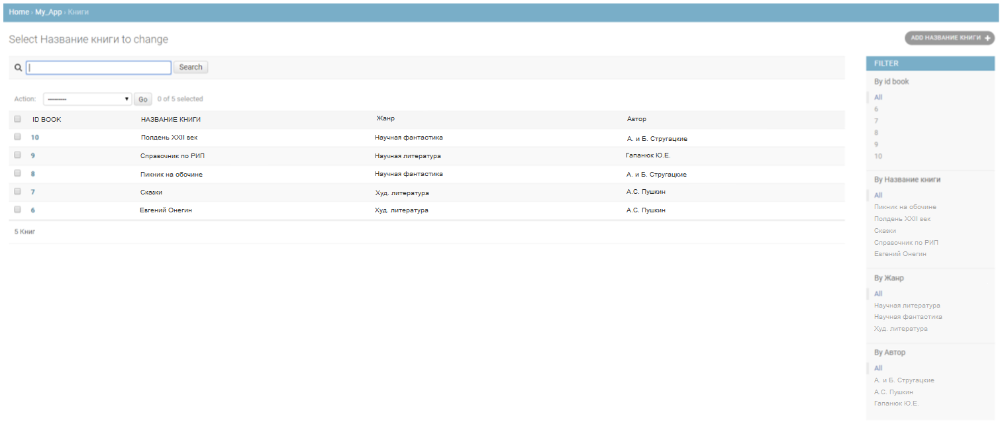 Home › My_App › Книги
Select Название книги to change
ADD НАЗВАНИЕ КНИГИ +
Search
Action: --------- Go 0 of 5 selected
ID BOOK НАЗВАНИЕ КНИГИ Жанр Автор
10 Полдень XXII век Научная фантастика А. и Б. Стругацкие
9 Справочник по РИП Научная литература Гапанюк Ю.Е.
8 Пикник на обочине Научная фантастика А. и Б. Стругацкие
7 Сказки Худ. литература А.С. Пушкин
6 Евгений Онегин Худ. литература А.С. Пушкин
5 Книг
FILTER
By id book
All
6
7
8
9
10
By Название книги
All
Пикник на обочине
Полдень XXII век
Сказки
Справочник по РИП
Евгений Онегин
By Жанр
All
Научная литература
Научная фантастика
Худ. литература
By Автор
All
А. и Б. Стругацкие
А.С. Пушкин
Гапанюк Ю.Е.